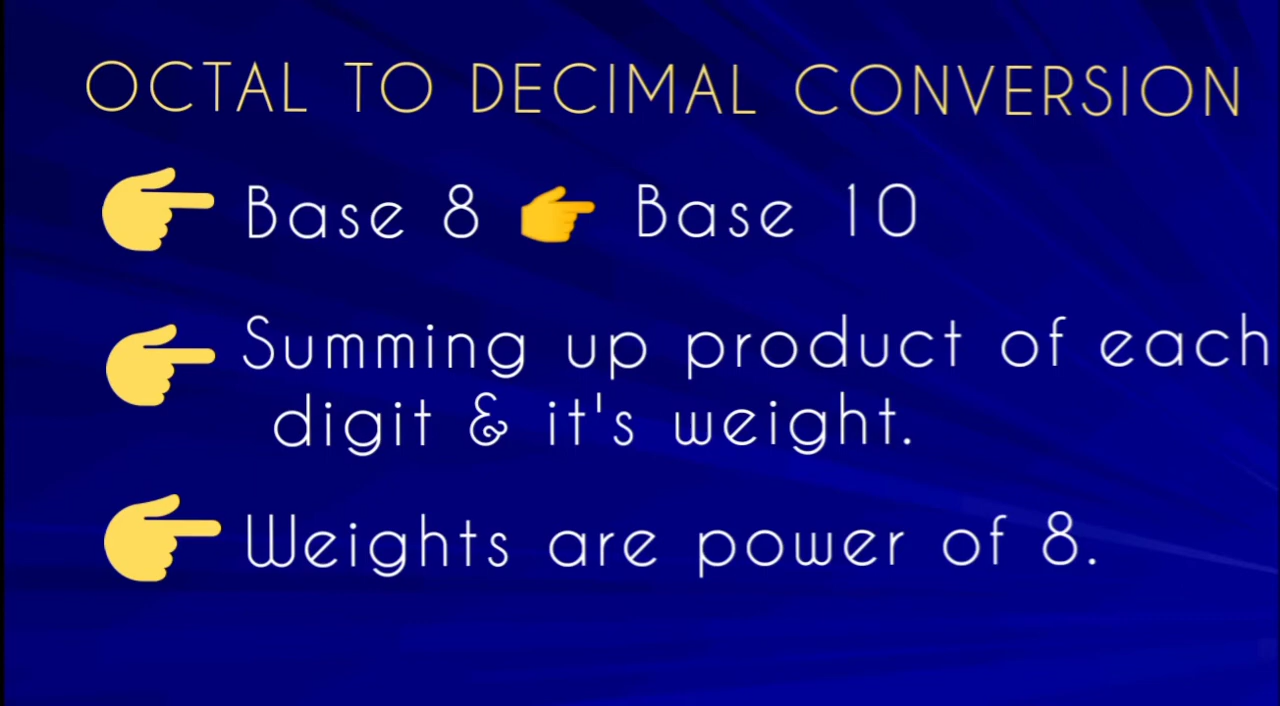 OCTAL TO DECIMAL CONVERSION
Base 8 👉 Base 10
Summing up product of each
digit & it's weight.
Weights are power of 8.